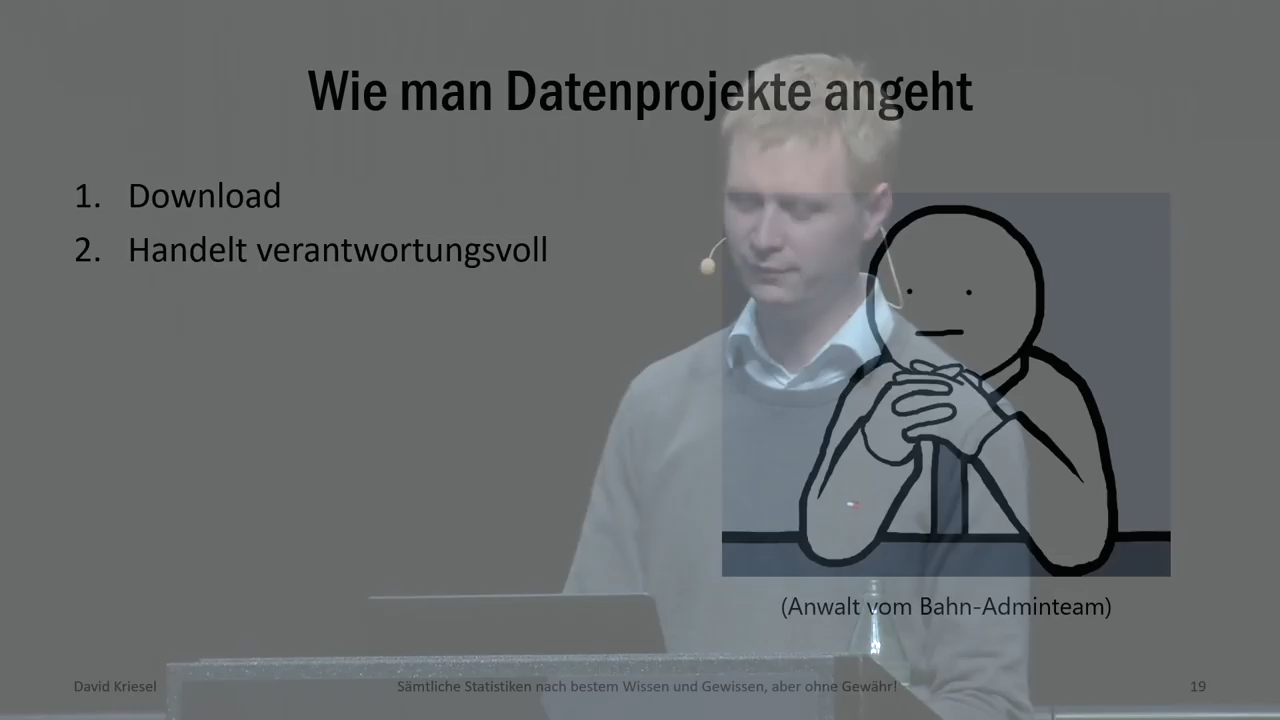 Wie man Datenprojekte angeht
1. Download
2. Handelt verantwortungsvoll
(Anwalt vom Bahn-Adminteam)
David Kriesel
Sämtliche Statistiken nach bestem Wissen und Gewissen, aber ohne Gewähr!
19